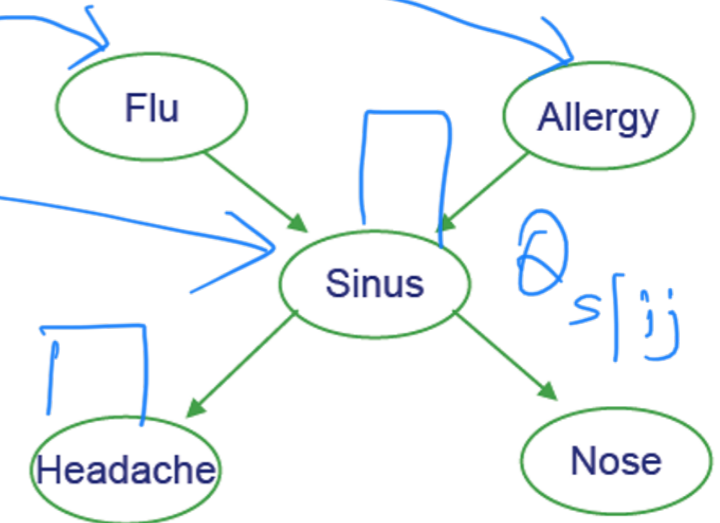 Flu
Allergy
Sinus
θ s|ij
Headache
Nose